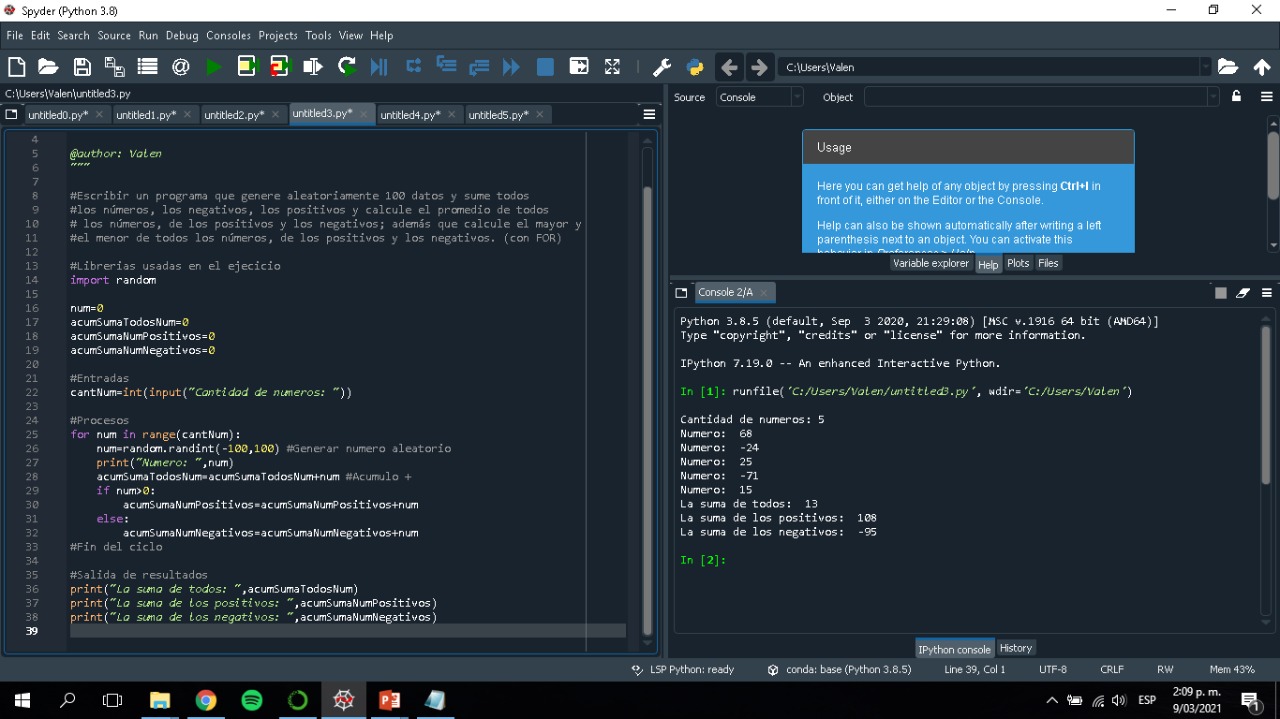 Spyder (Python 3.8)
File Edit Search Source Run Debug Consoles Projects Tools View Help
C:\Users\Valen
C:\Users\Valen\untitled3.py
untitled0.py* untitled1.py* untitled2.py* untitled3.py* untitled4.py* untitled5.py*
4
5 @author: Valen
6 """
7
8 #Escribir un programa que genere aleatoriamente 100 datos y sume todos
9 #los números, los negativos, los positivos y calcule el promedio de todos
10 # los números, de los positivos y los negativos; además que calcule el mayor y
11 #el menor de todos los números, de los positivos y los negativos. (con FOR)
12
13 #Librerias usadas en el ejecicio
14 import random
15
16 num=0
17 acumSumaTodosNum=0
18 acumSumaNumPositivos=0
19 acumSumaNumNegativos=0
20
21 #Entradas
22 cantNum=int(input("Cantidad de numeros: "))
23
24 #Procesos
25 for num in range(cantNum):
26 num=random.randint(-100,100) #Generar numero aleatorio
27 print("Numero: ",num)
28 acumSumaTodosNum=acumSumaTodosNum+num #Acumulo +
29 if num>0:
30 acumSumaNumPositivos=acumSumaNumPositivos+num
31 else:
32 acumSumaNumNegativos=acumSumaNumNegativos+num
33 #Fin del ciclo
34
35 #Salida de resultados
36 print("La suma de todos: ",acumSumaTodosNum)
37 print("La suma de los positivos: ",acumSumaNumPositivos)
38 print("La suma de los negativos: ",acumSumaNumNegativos)
39
Source Console Object
Usage
Here you can get help of any object by pressing Ctrl+I in
front of it, either on the Editor or the Console.
Help can also be shown automatically after writing a left
parenthesis next to an object. You can activate this
behavior in Preferences > Help.
Variable explorer Help Plots Files
Console 2/A
Python 3.8.5 (default, Sep 3 2020, 21:29:08) [MSC v.1916 64 bit (AMD64)]
Type "copyright", "credits" or "license" for more information.
IPython 7.19.0 -- An enhanced Interactive Python.
In [1]: runfile('C:/Users/Valen/untitled3.py', wdir='C:/Users/Valen')
Cantidad de numeros: 5
Numero: 68
Numero: -24
Numero: 25
Numero: -71
Numero: 15
La suma de todos: 13
La suma de los positivos: 108
La suma de los negativos: -95
In [2]:
IPython console History
LSP Python: ready conda: base (Python 3.8.5) Line 39, Col 1 UTF-8 CRLF RW Mem 43%
ESP
2:09 p. m.
9/03/2021
1